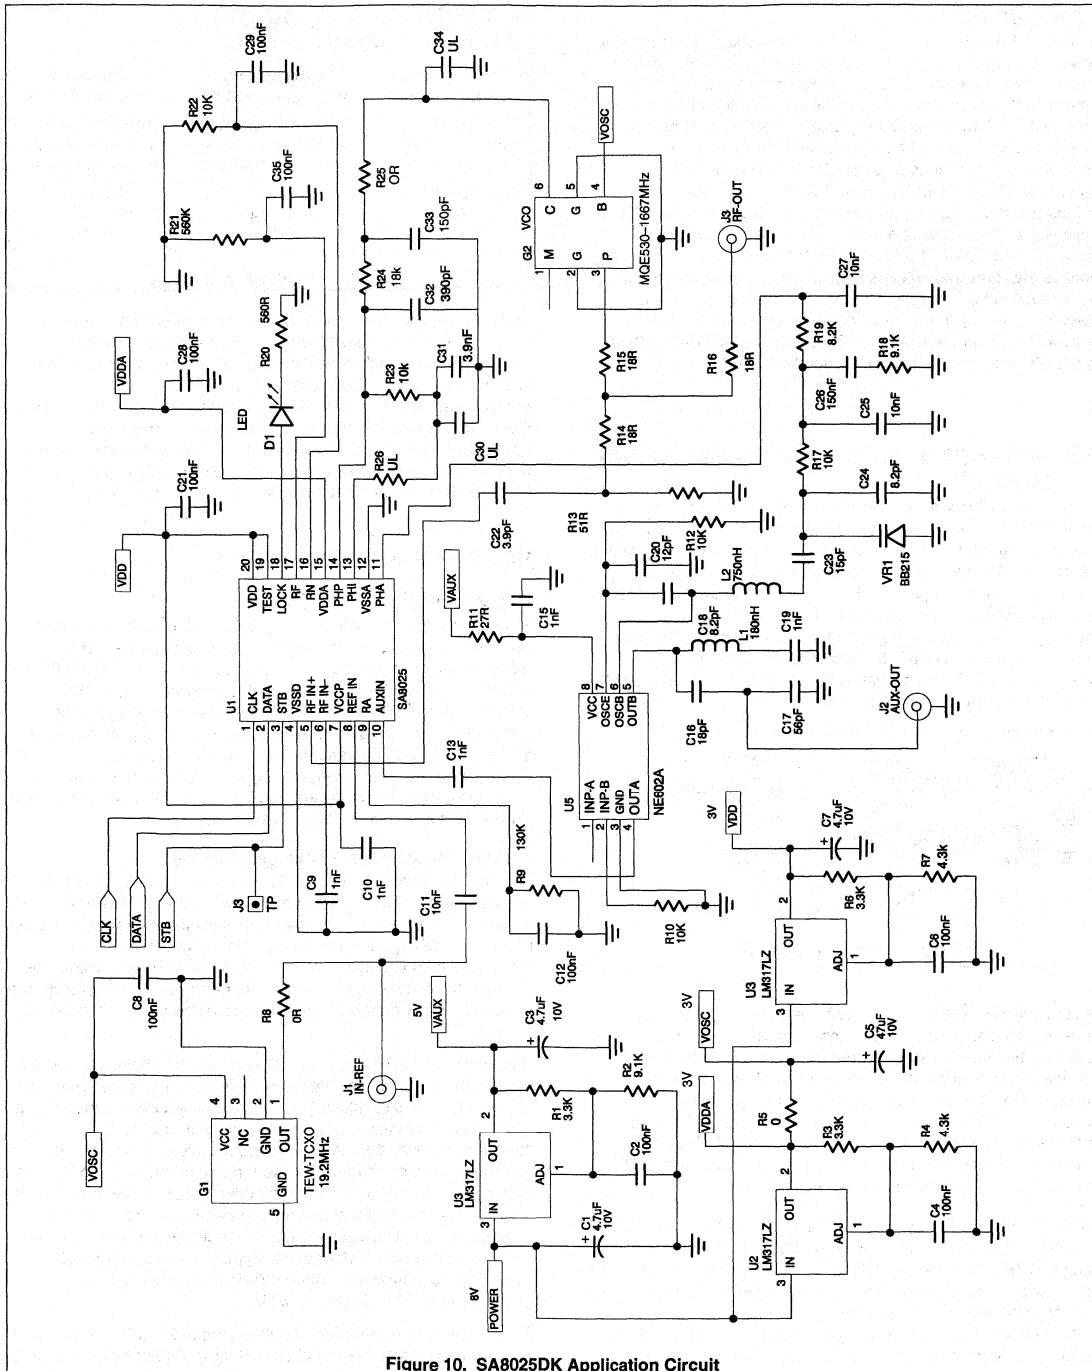 C29
100nF
R22
10K
C35
100nF
R21
560K
C34
UL
R25
OR
C33
150pF
R24
18k
C32
390pF
C31
3.9nF
R23
10k
C30
UL
R26
UL
VOSC
VCO
G2
C
G
B
M
G
P
6
5
4
1
2
3
MQE530-1667MHz
J3
RF-OUT
R15
18R
R16
18R
R14
18R
R13
51R
C22
3.9pF
VDDA
C28
100nF
560R
R20
LED
D1
C21
100nF
VDD
20
19
18
17
16
15
14
13
12
11
VDD
TEST
LOCK
RF
RN
VDDA
PHP
PHI
VSSA
PHA
U1
CLK
DATA
STB
VSSD
RF IN+
RF IN–
VCCP
REF IN
RA
AUXIN
SA8025
1
2
3
4
5
6
7
8
9
10
C27
10nF
R19
8.2K
R18
9.1K
C26
150nF
C25
10nF
R17
10K
C24
8.2pF
VR1
BB215
C23
15pF
R12
10K
C20
12pF
L2
750nH
C18
8.2pF
L1
180nH
C19
1nF
C16
18pF
C17
56pF
J2
AUX-OUT
VAUX
R11
27R
C15
1nF
8
7
6
5
VCC
OSCE
OSCB
OUTB
U5
INP-A
INP-B
GND
OUTA
NE602A
1
2
3
4
C13
1nF
130K
R9
C12
100nF
R10
10K
CLK
DATA
STB
J3
TP
C9
1nF
C10
1nF
C11
10nF
C8
100nF
R8
0R
J1
IN-REF
VOSC
4
3
2
1
VCC
NC
GND
OUT
GND
5
G1
TEW-TCXO
19.2MHz
5V
VAUX
C3
4.7uF
10V
R2
9.1K
R1
3.3K
C2
100nF
2
OUT
U3
LM317LZ
IN
ADJ
3
1
C1
4.7uF
10V
8V
POWER
3V
VDD
C7
4.7uF
10V
R7
4.3k
R6
3.3K
C6
100nF
2
OUT
U3
LM317LZ
IN
ADJ
3
1
3V
VOSC
C5
47uF
10V
3V
VDDA
R5
0
R3
3.3K
R4
4.3k
C4
100nF
2
OUT
U2
LM317LZ
IN
ADJ
3
1
Figure 10. SA8025DK Application Circuit